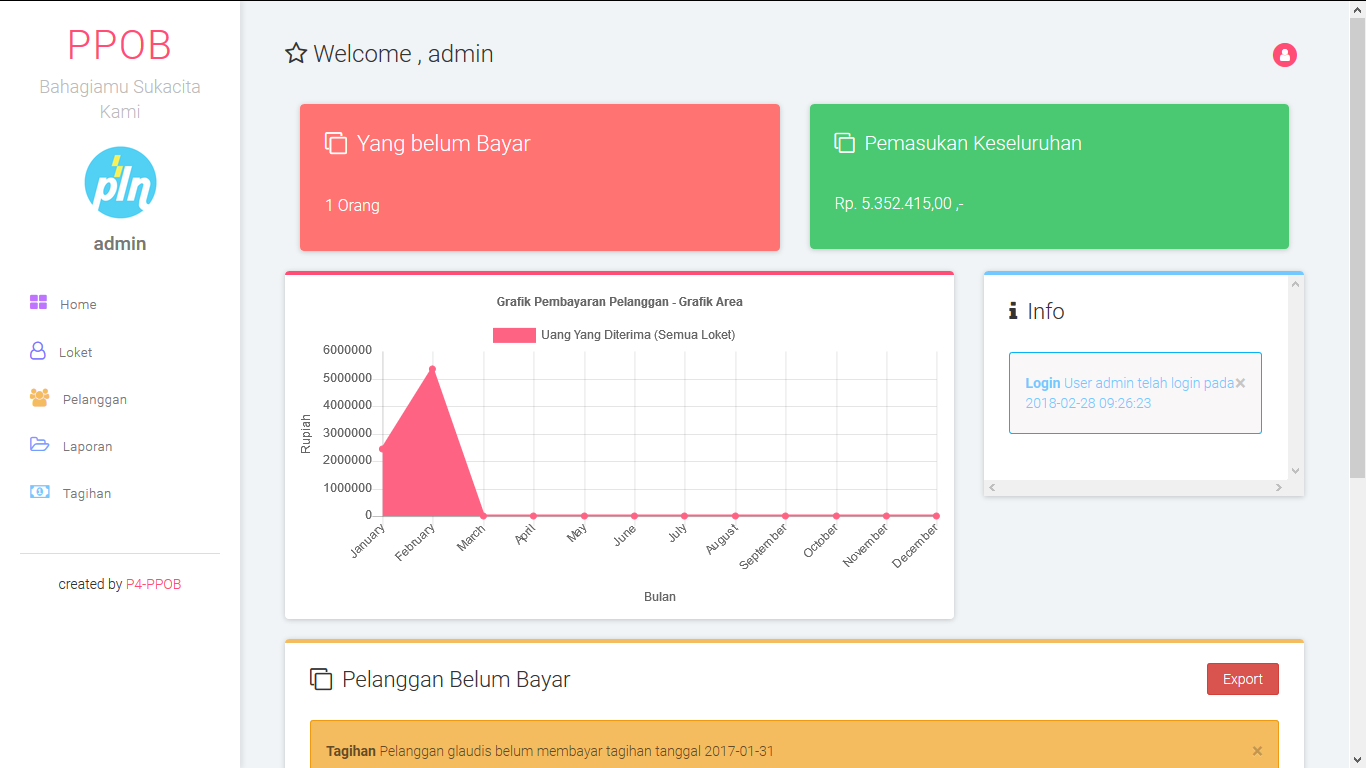 PPOB
Bahagiamu Sukacita
Kami
pln
admin
Home
Loket
Pelanggan
Laporan
Tagihan
created by P4-PPOB
Welcome , admin
Yang belum Bayar
1 Orang
Pemasukan Keseluruhan
Rp. 5.352.415,00 ,-
Grafik Pembayaran Pelanggan - Grafik Area
Uang Yang Diterima (Semua Loket)
Rupiah
6000000
5000000
4000000
3000000
2000000
1000000
0
January
February
March
April
May
June
July
August
September
October
November
December
Bulan
Info
Login User admin telah login pada×
2018-02-28 09:26:23
Pelanggan Belum Bayar
Export
Tagihan Pelanggan glaudis belum membayar tagihan tanggal 2017-01-31 ×